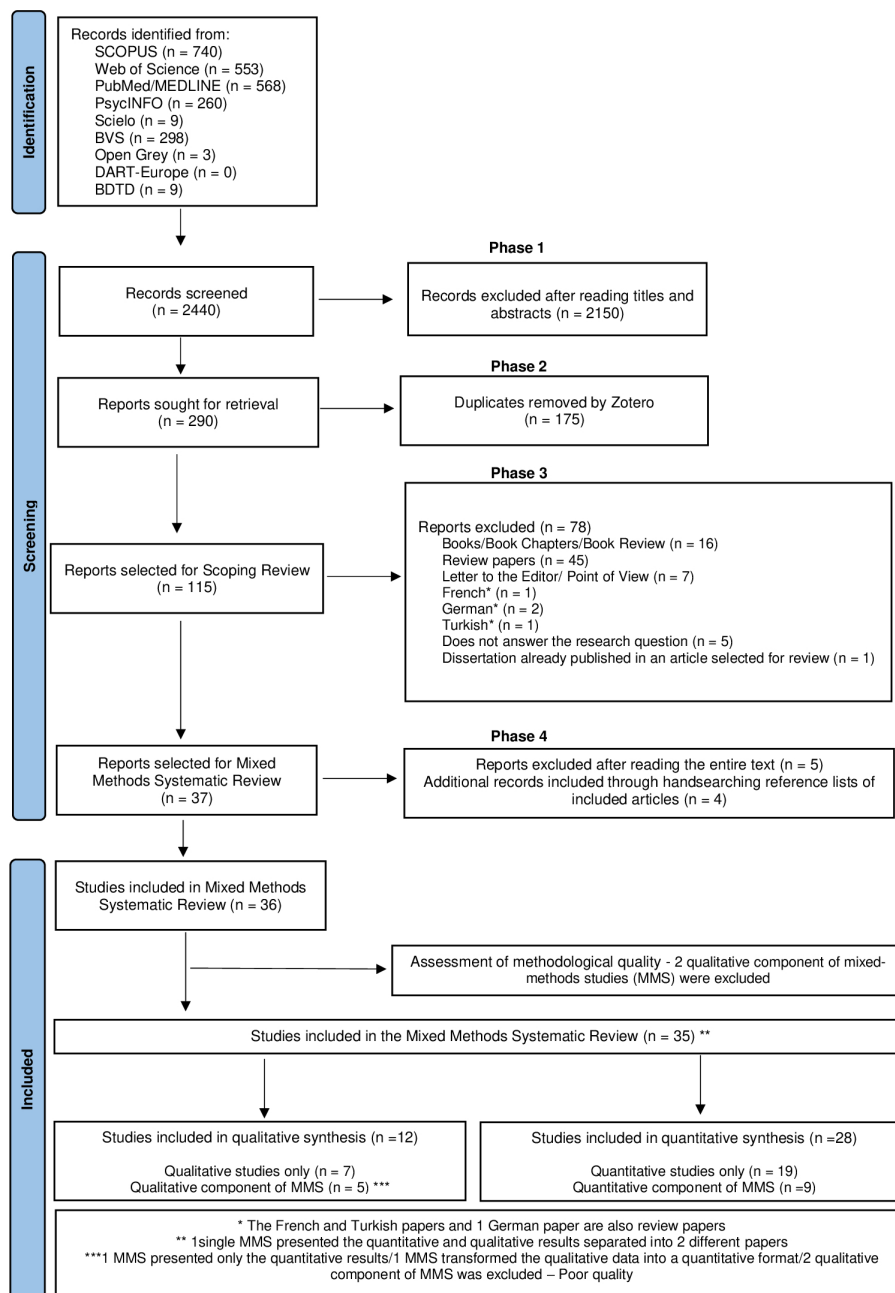 Identification
Records identified from:
SCOPUS (n = 740)
Web of Science (n = 553)
PubMed/MEDLINE (n = 568)
PsycINFO (n = 260)
Scielo (n = 9)
BVS (n = 298)
Open Grey (n = 3)
DART-Europe (n = 0)
BDTD (n = 9)
Screening
Records screened
(n = 2440)
Phase 1
Records excluded after reading titles and
abstracts (n = 2150)
Reports sought for retrieval
(n = 290)
Phase 2
Duplicates removed by Zotero
(n = 175)
Reports selected for Scoping Review
(n = 115)
Phase 3
Reports excluded (n = 78)
Books/Book Chapters/Book Review (n = 16)
Review papers (n = 45)
Letter to the Editor/ Point of View (n = 7)
French* (n = 1)
German* (n = 2)
Turkish* (n = 1)
Does not answer the research question (n = 5)
Dissertation already published in an article selected for review (n = 1)
Reports selected for Mixed
Methods Systematic Review
(n = 37)
Phase 4
Reports excluded after reading the entire text (n = 5)
Additional records included through handsearching reference lists of
included articles (n = 4)
Included
Studies included in Mixed Methods
Systematic Review (n = 36)
Assessment of methodological quality - 2 qualitative component of mixed-
methods studies (MMS) were excluded
Studies included in the Mixed Methods Systematic Review (n = 35) **
Studies included in qualitative synthesis (n =12)
Qualitative studies only (n = 7)
Qualitative component of MMS (n = 5) ***
Studies included in quantitative synthesis (n =28)
Quantitative studies only (n = 19)
Quantitative component of MMS (n =9)
* The French and Turkish papers and 1 German paper are also review papers
** 1single MMS presented the quantitative and qualitative results separated into 2 different papers
***1 MMS presented only the quantitative results/1 MMS transformed the qualitative data into a quantitative format/2 qualitative
component of MMS was excluded – Poor quality